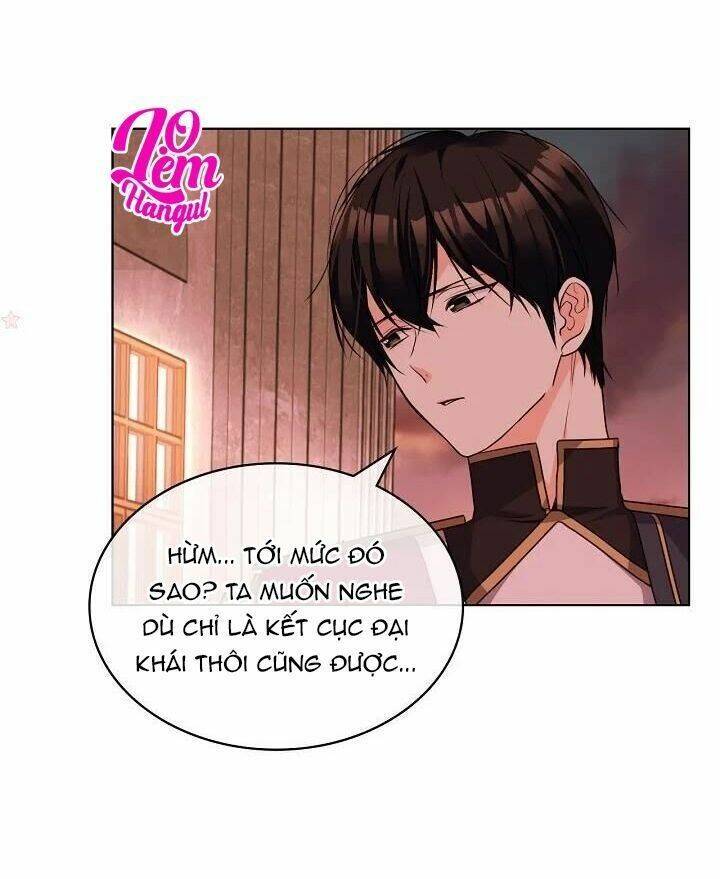 Lọ
Lem
Hangul
HỪM... TỚI MỨC ĐÓ
SAO? TA MUỐN NGHE
DÙ CHỈ LÀ KẾT CỤC ĐẠI
KHÁI THÔI CŨNG ĐƯỢC...